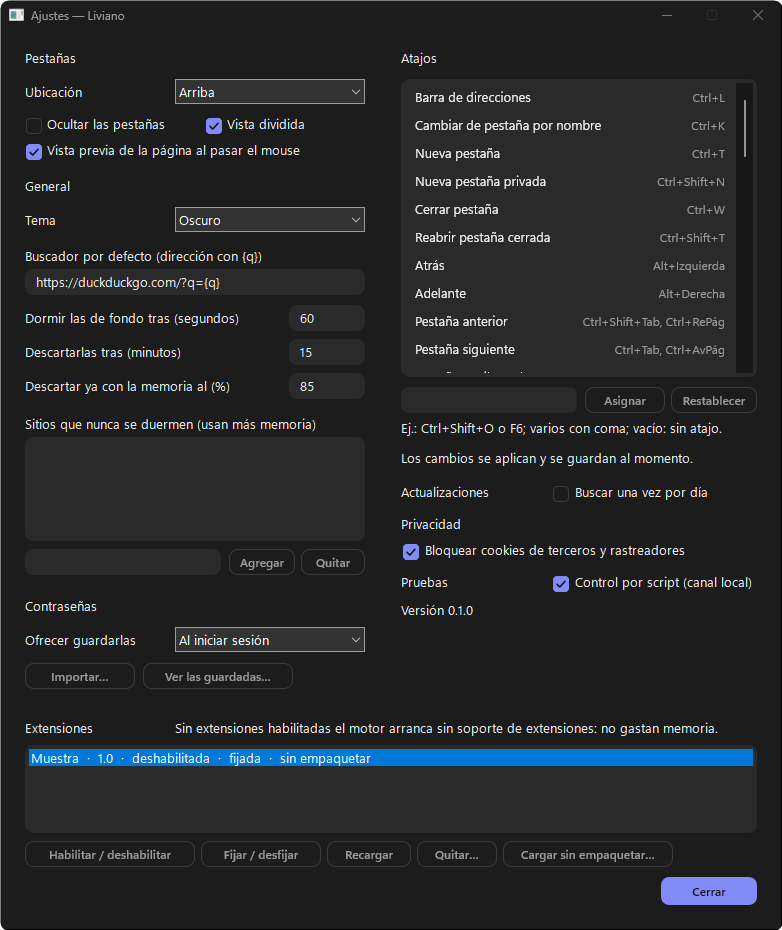 Ajustes — Liviano
Pestañas
Ubicación
Arriba
Ocultar las pestañas
Vista dividida
Vista previa de la página al pasar el mouse
General
Tema
Oscuro
Buscador por defecto (dirección con {q})
https://duckduckgo.com/?q={q}
Dormir las de fondo tras (segundos)
60
Descartarlas tras (minutos)
15
Descartar ya con la memoria al (%)
85
Sitios que nunca se duermen (usan más memoria)
Agregar
Quitar
Contraseñas
Ofrecer guardarlas
Al iniciar sesión
Importar...
Ver las guardadas...
Atajos
Barra de direcciones Ctrl+L
Cambiar de pestaña por nombre Ctrl+K
Nueva pestaña Ctrl+T
Nueva pestaña privada Ctrl+Shift+N
Cerrar pestaña Ctrl+W
Reabrir pestaña cerrada Ctrl+Shift+T
Atrás Alt+Izquierda
Adelante Alt+Derecha
Pestaña anterior Ctrl+Shift+Tab, Ctrl+RePág
Pestaña siguiente Ctrl+Tab, Ctrl+AvPág
Asignar
Restablecer
Ej.: Ctrl+Shift+O o F6; varios con coma; vacío: sin atajo.
Los cambios se aplican y se guardan al momento.
Actualizaciones
Buscar una vez por día
Privacidad
Bloquear cookies de terceros y rastreadores
Pruebas
Control por script (canal local)
Versión 0.1.0
Extensiones
Sin extensiones habilitadas el motor arranca sin soporte de extensiones: no gastan memoria.
Muestra · 1.0 · deshabilitada · fijada · sin empaquetar
Habilitar / deshabilitar
Fijar / desfijar
Recargar
Quitar...
Cargar sin empaquetar...
Cerrar